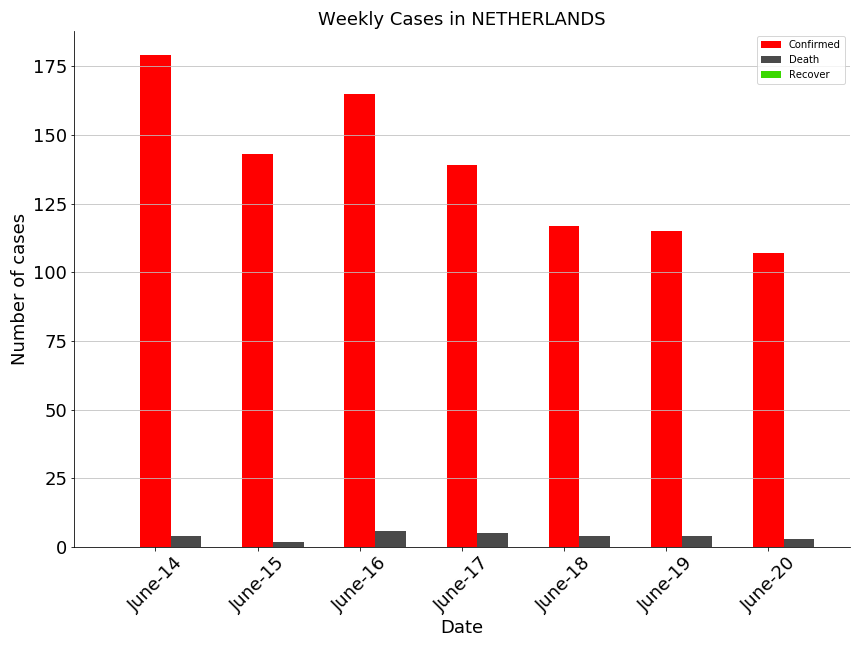 Weekly Cases in NETHERLANDS
Confirmed
Death
Recover
Number of cases
175
150
125
100
75
50
25
0
June-14
June-15
June-16
June-17
June-18
June-19
June-20
Date